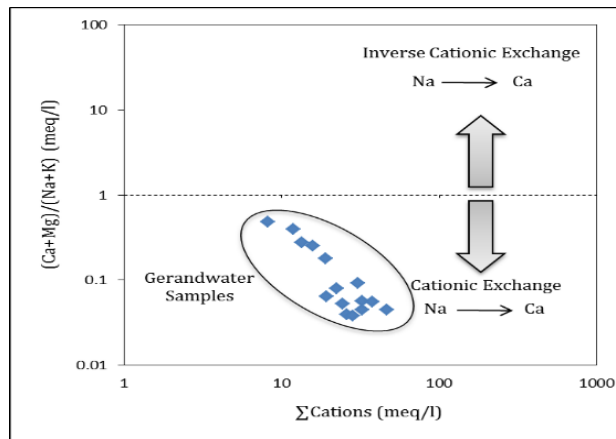 100
Inverse Cationic Exchange
Na Ca
10
(Ca+Mg)/(Na+K) (meq/l)
1
Gerandwater
Samples
0.1
Cationic Exchange
Na Ca
0.01
1 10 100 1000
∑Cations (meq/l)